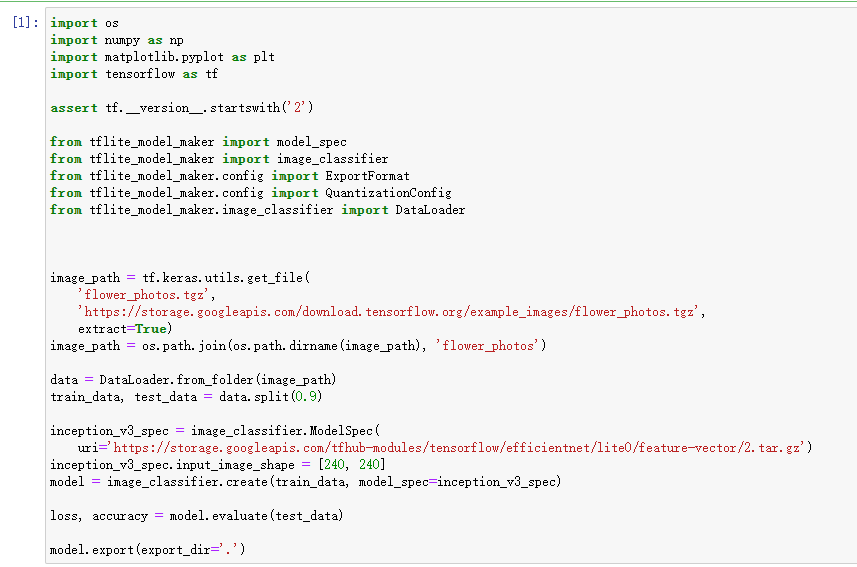 [1]: import os
import numpy as np
import matplotlib.pyplot as plt
import tensorflow as tf
assert tf.__version__.startswith('2')
from tflite_model_maker import model_spec
from tflite_model_maker import image_classifier
from tflite_model_maker.config import ExportFormat
from tflite_model_maker.config import QuantizationConfig
from tflite_model_maker.image_classifier import DataLoader
image_path = tf.keras.utils.get_file(
    'flower_photos.tgz',
    'https://storage.googleapis.com/download.tensorflow.org/example_images/flower_photos.tgz',
    extract=True)
image_path = os.path.join(os.path.dirname(image_path), 'flower_photos')
data = DataLoader.from_folder(image_path)
train_data, test_data = data.split(0.9)
inception_v3_spec = image_classifier.ModelSpec(
    uri='https://storage.googleapis.com/tfhub-modules/tensorflow/efficientnet/lite0/feature-vector/2.tar.gz')
inception_v3_spec.input_image_shape = [240, 240]
model = image_classifier.create(train_data, model_spec=inception_v3_spec)
loss, accuracy = model.evaluate(test_data)
model.export(export_dir='.')